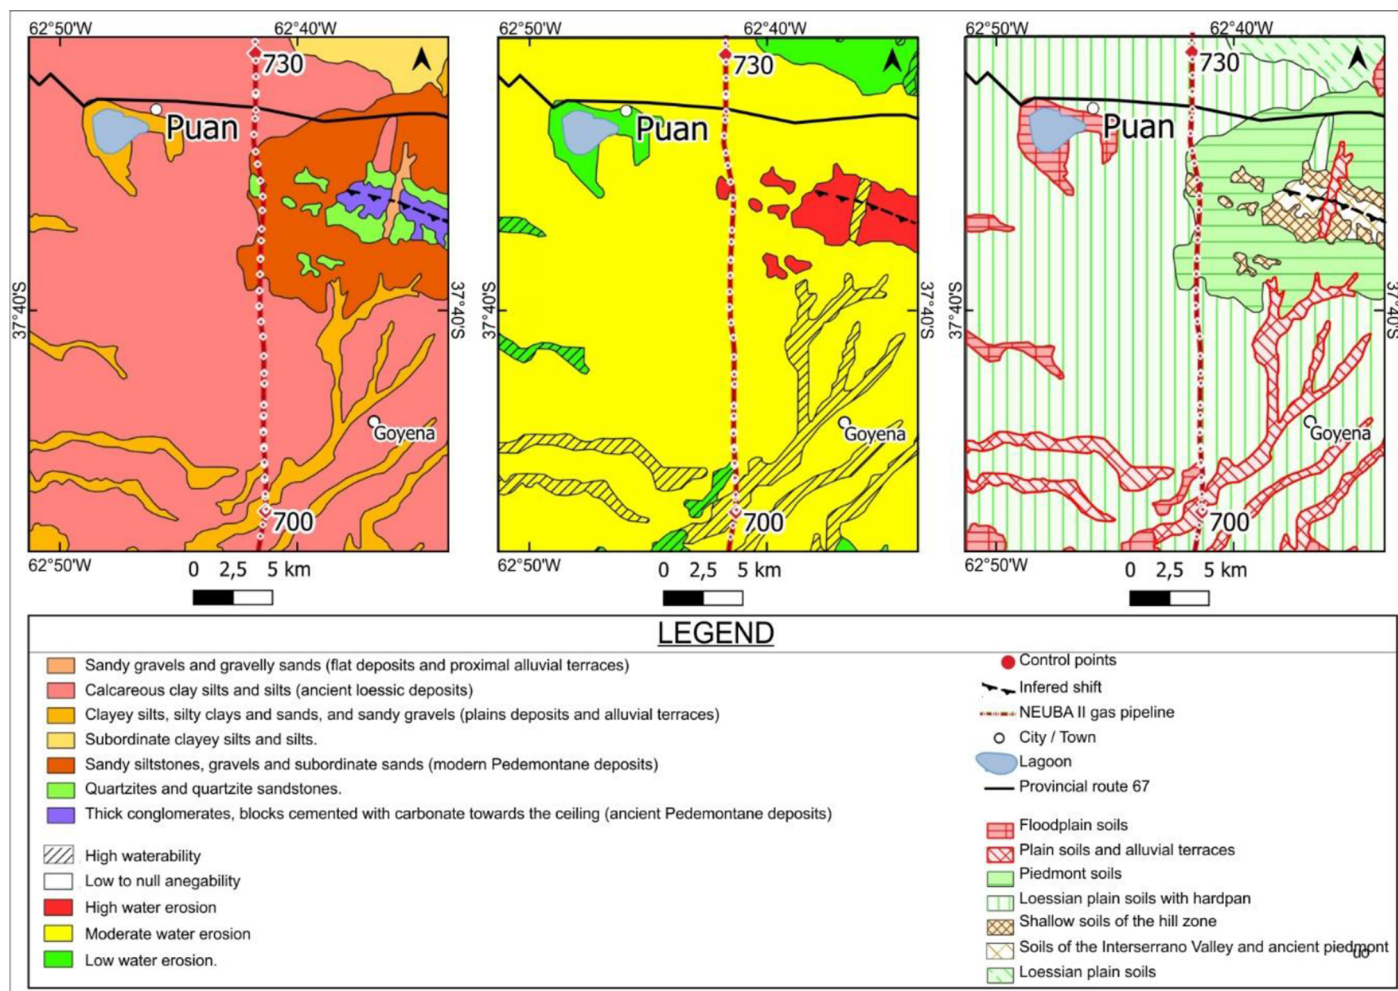 62°50'W 62°40'W 62°50'W 62°40'W 62°50'W 62°40'W
730 730 730
Puan Puan Puan
37°40'S 37°40'S 37°40'S 37°40'S 37°40'S 37°40'S
Goyena Goyena Goyena
700 700 700
62°50'W 62°40'W 62°50'W 62°40'W 62°50'W 62°40'W
0 2,5 5 km 0 2,5 5 km 0 2,5 5 km
LEGEND
Sandy gravels and gravelly sands (flat deposits and proximal alluvial terraces)
Calcareous clay silts and silts (ancient loessic deposits)
Clayey silts, silty clays and sands, and sandy gravels (plains deposits and alluvial terraces)
Subordinate clayey silts and silts.
Sandy siltstones, gravels and subordinate sands (modern Pedemontane deposits)
Quartzites and quartzite sandstones.
Thick conglomerates, blocks cemented with carbonate towards the ceiling (ancient Pedemontane deposits)
High waterability
Low to null anegability
High water erosion
Moderate water erosion
Low water erosion.
Control points
Infered shift
NEUBA II gas pipeline
City / Town
Lagoon
Provincial route 67
Floodplain soils
Plain soils and alluvial terraces
Piedmont soils
Loessian plain soils with hardpan
Shallow soils of the hill zone
Soils of the Interserrano Valley and ancient piedmont
Loessian plain soils